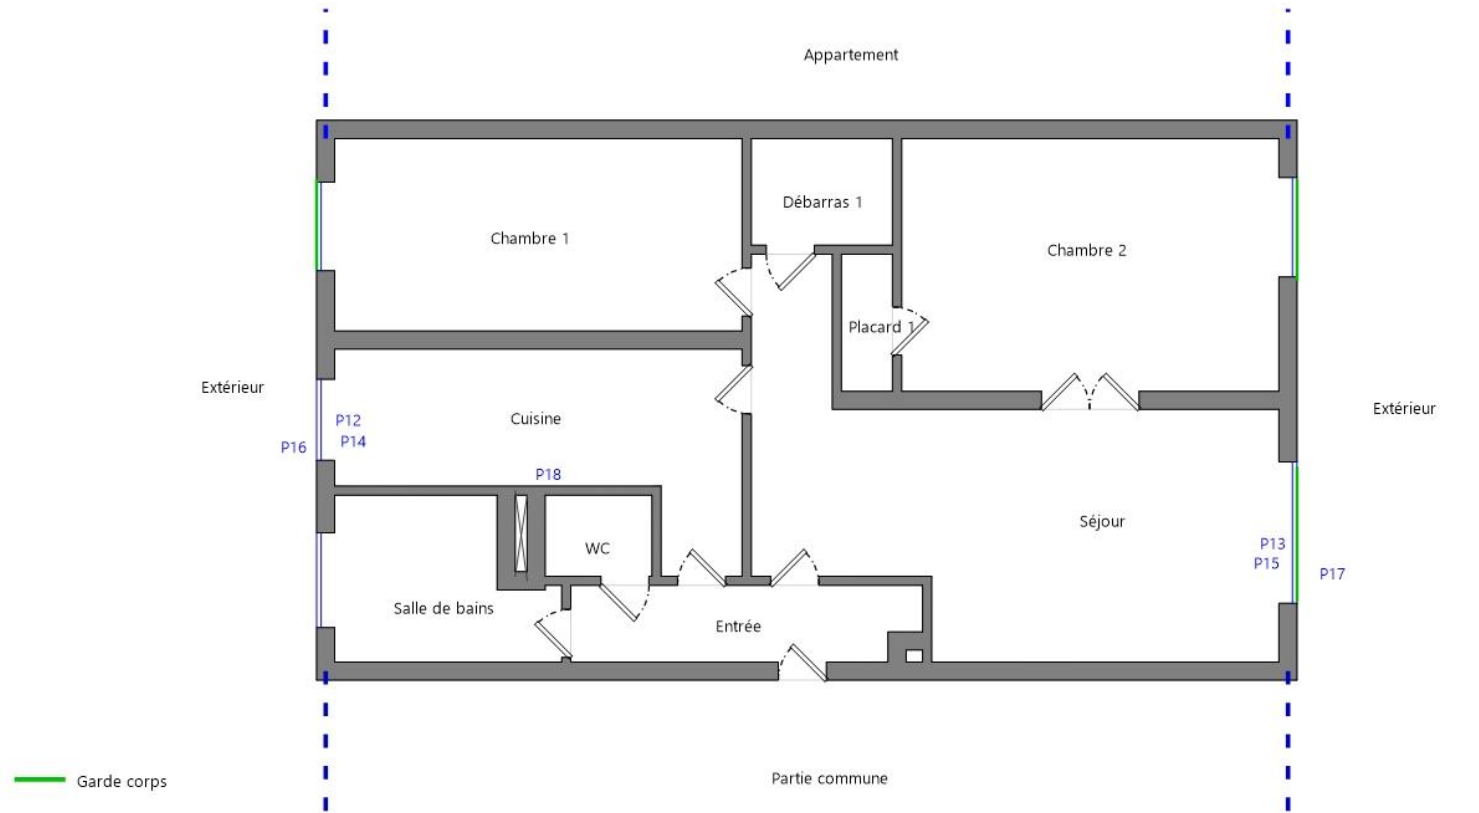 Appartement
Débarras 1
Chambre 1
Chambre 2
Placard 1
Extérieur
Extérieur
P12
Cuisine
P14
P16
P18
Séjour
P13
WC
P15
P17
Salle de bains
Entrée
Partie commune
Garde corps